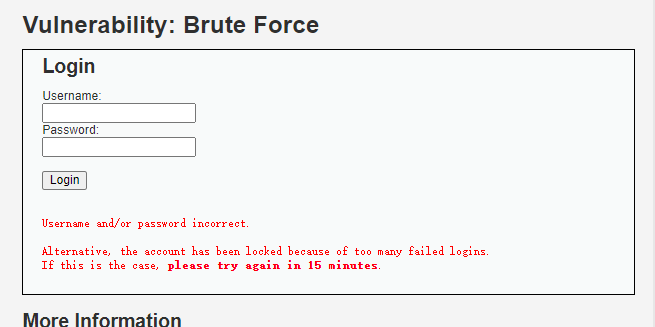 Vulnerability: Brute Force
Login
Username:
Password:
Login
Username and/or password incorrect.
Alternative, the account has been locked because of too many failed logins.
If this is the case, please try again in 15 minutes.
More Information